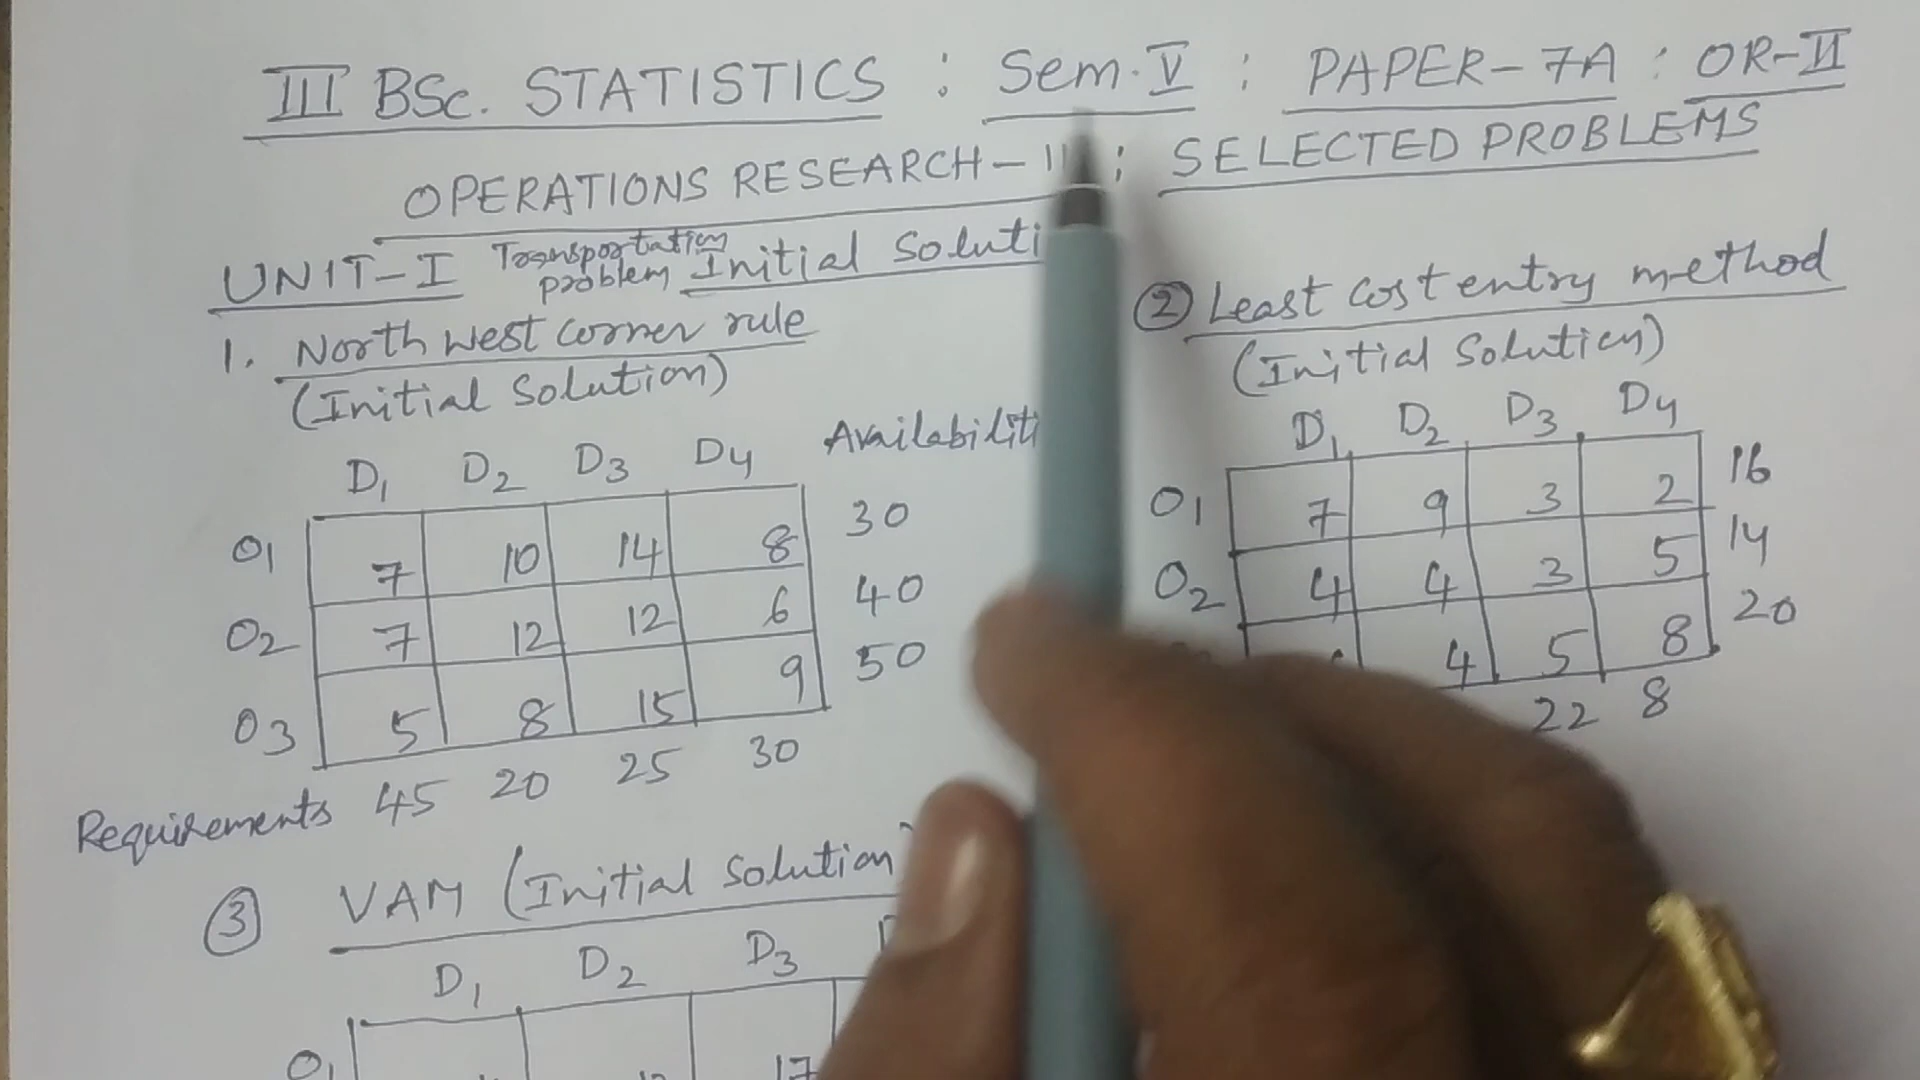 III BSc. STATISTICS : Sem. V : PAPER-7A : OR-II
OPERATIONS RESEARCH- : SELECTED PROBLEMS
UNIT-I Transportation problem Initial Soluti
1. North west corner rule
(Initial Solution)
D1 D2 D3 D4 Availabiliti
O1 7 10 14 8 30
O2 7 12 12 6 40
O3 5 8 15 9 50
Requirements 45 20 25 30
② Least cost entry method
(Initial Solution)
D1 D2 D3 D4
O1 7 9 3 2 16
O2 4 4 3 5 14
4 5 8 20
22 8
③ VAM (Initial Solution
D1 D2 D3
O1 17